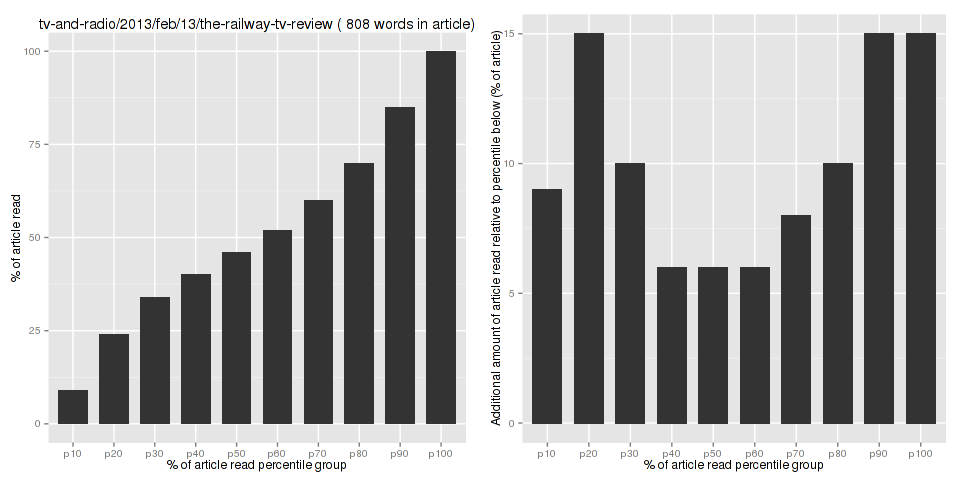 tv-and-radio/2013/feb/13/the-railway-tv-review ( 808 words in article)
% of article read
100
75
50
25
0
p10 p20 p30 p40 p50 p60 p70 p80 p90 p100
% of article read percentile group
Additional amount of article read relative to percentile below (% of article)
15
10
5
0
p10 p20 p30 p40 p50 p60 p70 p80 p90 p100
% of article read percentile group